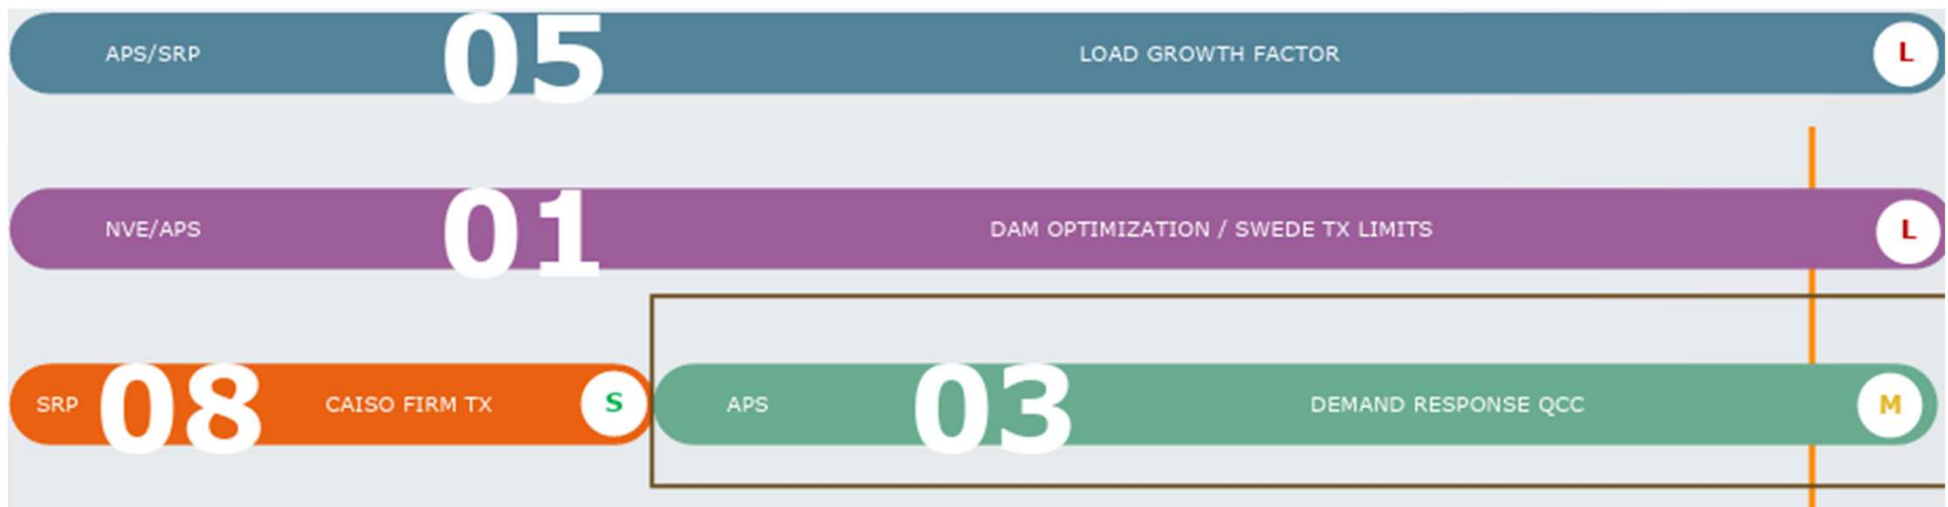 APS/SRP 05 LOAD GROWTH FACTOR L
NVE/APS 01 DAM OPTIMIZATION / SWEDE TX LIMITS L
SRP 08 CAISO FIRM TX S APS 03 DEMAND RESPONSE QCC M